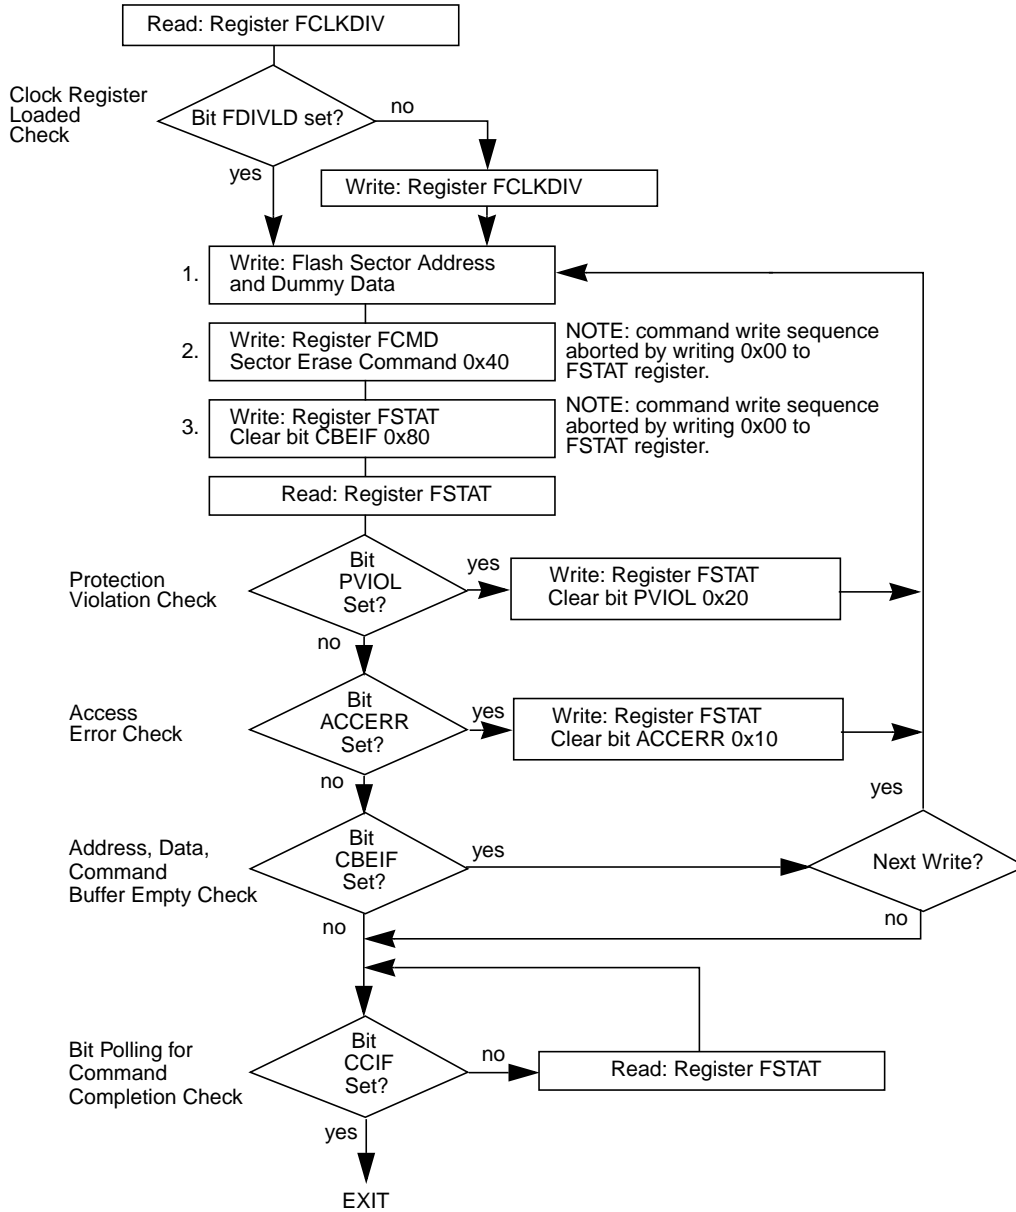 Read: Register FCLKDIV
Clock Register
Loaded
Check
Bit FDIVLD set?
no
yes
Write: Register FCLKDIV
1.
Write: Flash Sector Address
and Dummy Data
2.
Write: Register FCMD
Sector Erase Command 0x40
NOTE: command write sequence
aborted by writing 0x00 to
FSTAT register.
3.
Write: Register FSTAT
Clear bit CBEIF 0x80
NOTE: command write sequence
aborted by writing 0x00 to
FSTAT register.
Read: Register FSTAT
Protection
Violation Check
Bit
PVIOL
Set?
yes
Write: Register FSTAT
Clear bit PVIOL 0x20
no
Access
Error Check
Bit
ACCERR
Set?
yes
Write: Register FSTAT
Clear bit ACCERR 0x10
no
yes
Address, Data,
Command
Buffer Empty Check
Bit
CBEIF
Set?
yes
Next Write?
no
no
Bit Polling for
Command
Completion Check
Bit
CCIF
Set?
no
Read: Register FSTAT
yes
EXIT